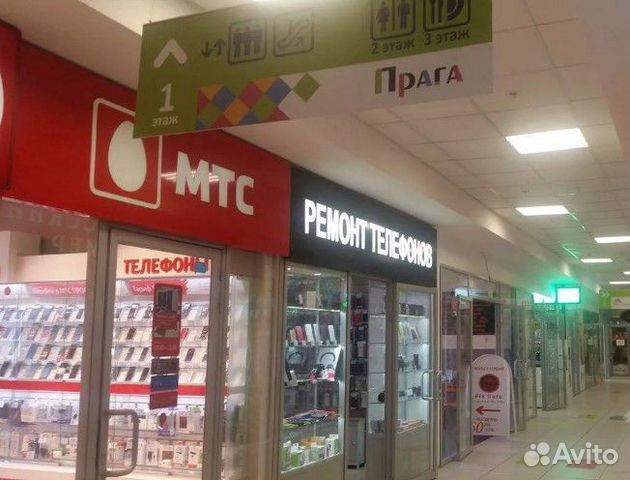 1
этаж
2 этаж
3 этаж
ПРАГА
МТС
РЕМОНТ ТЕЛЕФОНОВ
ТЕЛЕФОНЫ
Avito